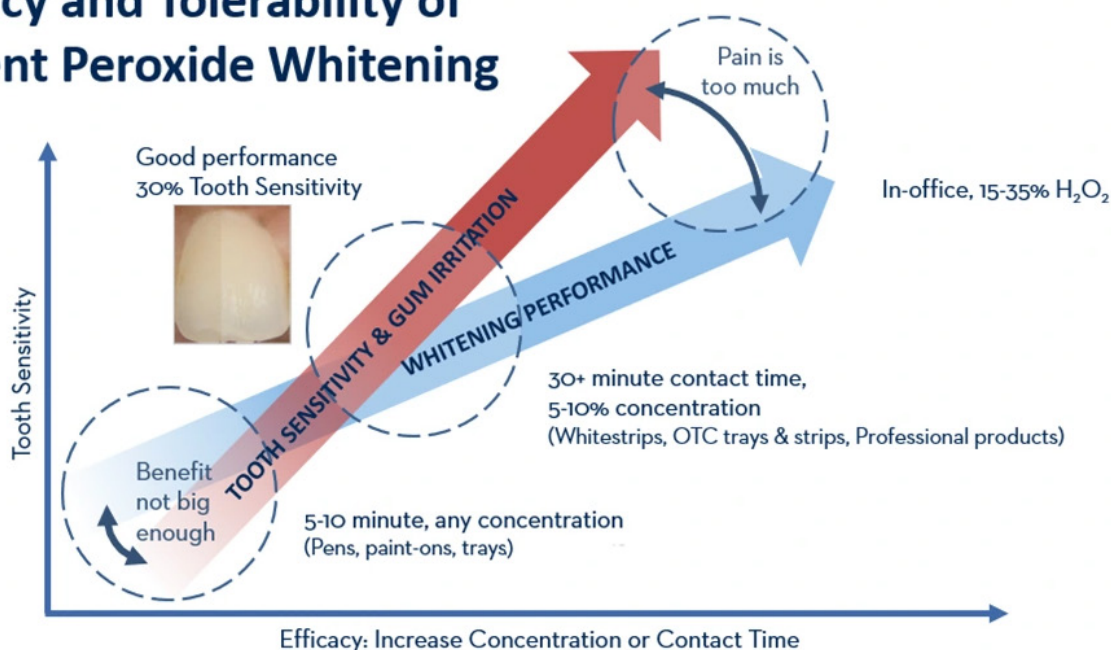 cy and Tolerability of
nt Peroxide Whitening
Pain is
too much
Good performance
30% Tooth Sensitivity
In-office, 15-35% H₂O₂
TOOTH SENSITIVITY & GUM IRRITATION
WHITENING PERFORMANCE
Tooth Sensitivity
30+ minute contact time,
5-10% concentration
(Whitestrips, OTC trays & strips, Professional products)
Benefit
not big
enough
5-10 minute, any concentration
(Pens, paint-ons, trays)
Efficacy: Increase Concentration or Contact Time